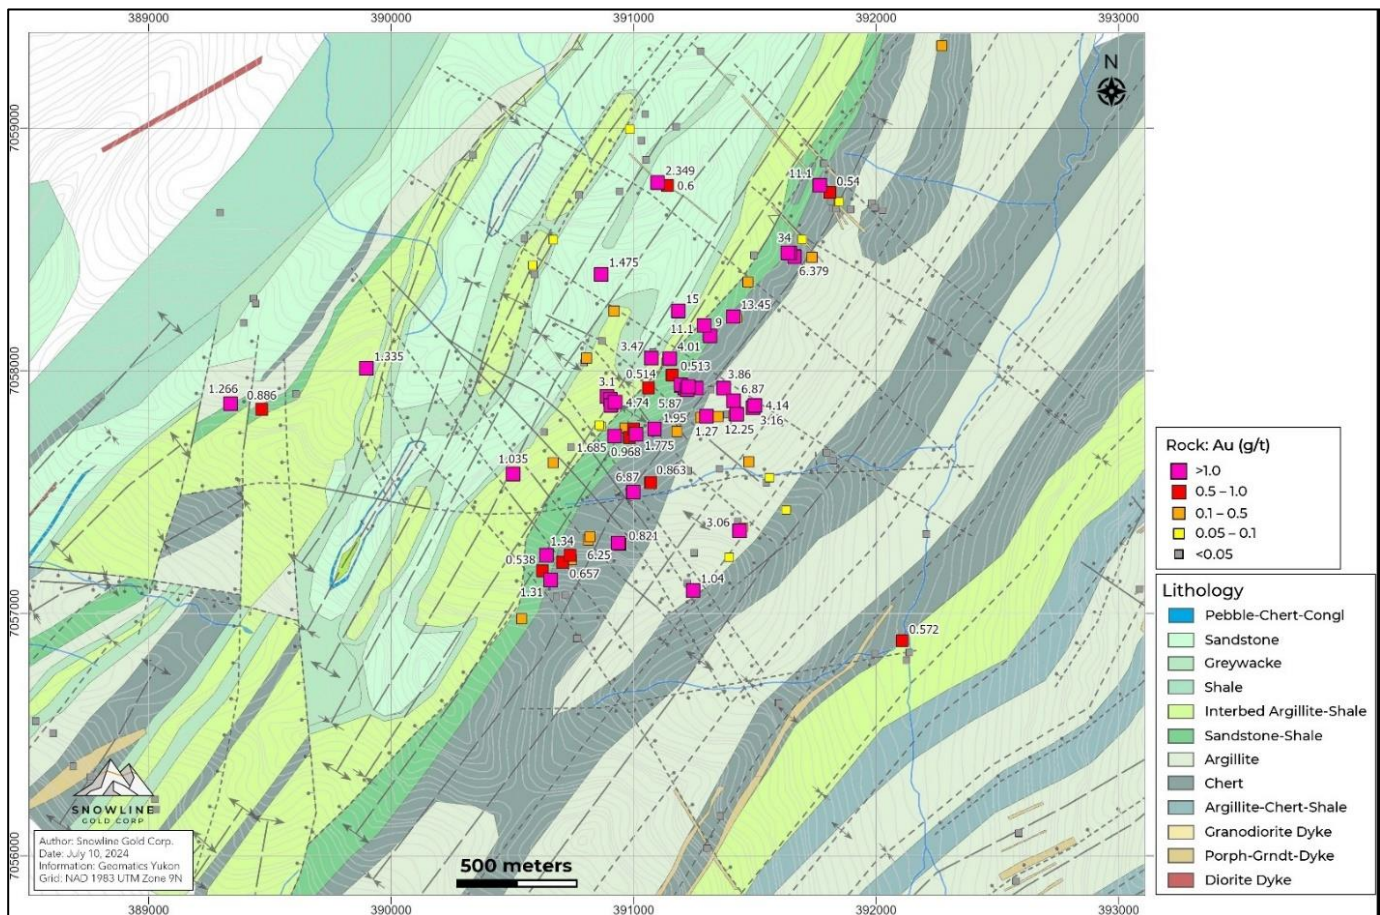 389000 390000 391000 392000 393000
N
7059000
7058000
7057000
7056000
2.349
0.6
11.1
0.54
34
6.379
1.475
15
13.45
11.1
9
1.335
3.47
4.01
0.513
1.266
0.886
3.1
0.514
3.86
6.87
4.74
5.87
4.14
1.95
3.16
1.27
12.25
1.685
0.968
1.775
1.035
6.87
0.863
3.06
1.34
0.821
0.538
6.25
0.657
1.31
1.04
0.572
Rock: Au (g/t)
>1.0
0.5 – 1.0
0.1 – 0.5
0.05 – 0.1
<0.05
Lithology
Pebble-Chert-Congl
Sandstone
Greywacke
Shale
Interbed Argillite-Shale
Sandstone-Shale
Argillite
Chert
Argillite-Chert-Shale
Granodiorite Dyke
Porph-Grndt-Dyke
Diorite Dyke
SNOWLINE
GOLD CORP
Author: Snowline Gold Corp.
Date: July 10, 2024
Information: Geomatics Yukon
Grid: NAD 1983 UTM Zone 9N
500 meters
389000 390000 391000 392000 393000